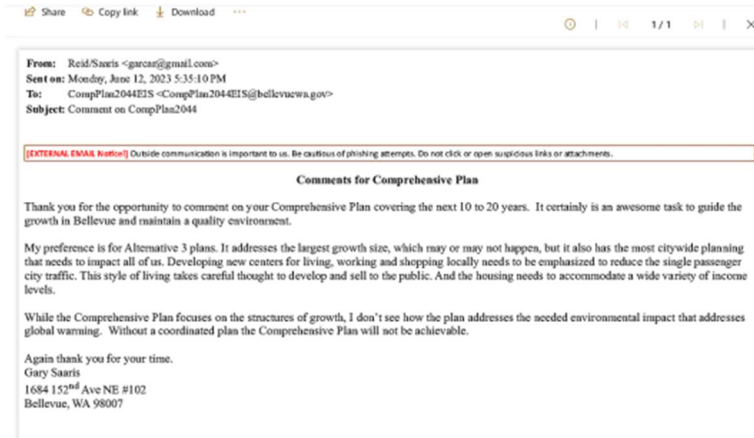 Share Copy link Download ...
1/1
From: Reid/Saaris <garcar@gmail.com>
Sent on: Monday, June 12, 2023 5:35:10 PM
To: CompPlan2044EIS <CompPlan2044EIS@bellevuewa.gov>
Subject: Comment on CompPlan2044
[EXTERNAL EMAIL Notice!] Outside communication is important to us. Be cautious of phishing attempts. Do not click or open suspicious links or attachments.
Comments for Comprehensive Plan
Thank you for the opportunity to comment on your Comprehensive Plan covering the next 10 to 20 years. It certainly is an awesome task to guide the
growth in Bellevue and maintain a quality environment.
My preference is for Alternative 3 plans. It addresses the largest growth size, which may or may not happen, but it also has the most citywide planning
that needs to impact all of us. Developing new centers for living, working and shopping locally needs to be emphasized to reduce the single passenger
city traffic. This style of living takes careful thought to develop and sell to the public. And the housing needs to accommodate a wide variety of income
levels.
While the Comprehensive Plan focuses on the structures of growth, I don't see how the plan addresses the needed environmental impact that addresses
global warming. Without a coordinated plan the Comprehensive Plan will not be achievable.
Again thank you for your time.
Gary Saaris
1684 152nd Ave NE #102
Bellevue, WA 98007